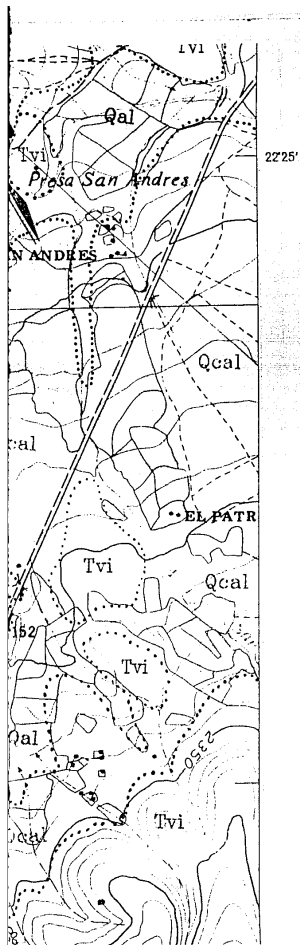 Tvi
Qal
22°25'
Tvi
Presa San Andres
N ANDRES
Qcal
cal
EL PATR
Tvi
Qcal
152
Tvi
Qal
2350
Qcal
Tvi